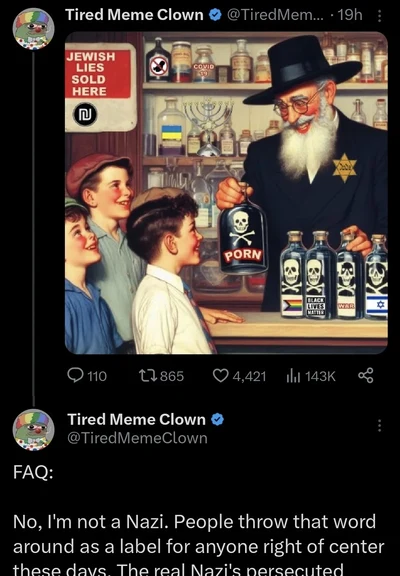 Tired Meme Clown @TiredMem... · 19h
JEWISH
LIES
SOLD
HERE
₪
COVID
PORN
BLACK
LIVES
MATTER
WAR
110 865 4,421 143K
Tired Meme Clown
@TiredMemeClown
FAQ:
No, I'm not a Nazi. People throw that word
around as a label for anyone right of center
these days. The real Nazi's persecuted